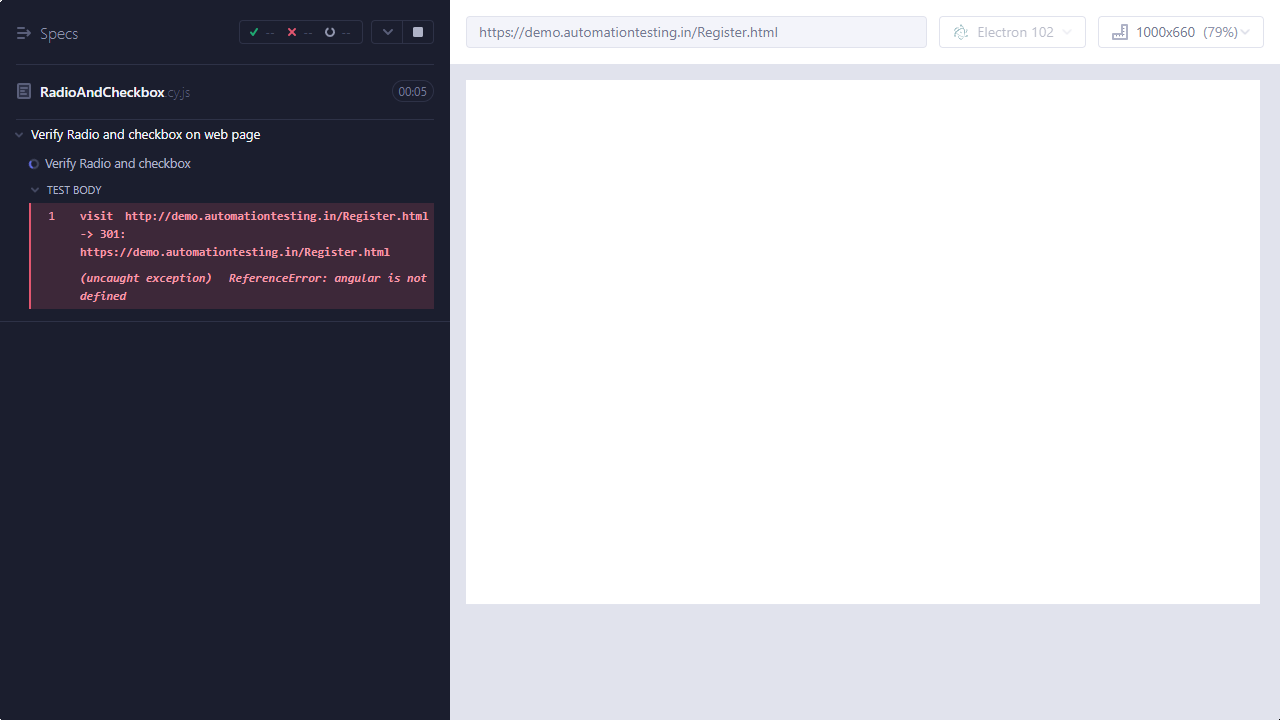 Specs
-- -- --
https://demo.automationtesting.in/Register.html
Electron 102
1000x660 (79%)
RadioAndCheckbox.cy.js
00:05
Verify Radio and checkbox on web page
Verify Radio and checkbox
TEST BODY
1 visit http://demo.automationtesting.in/Register.html
-> 301:
https://demo.automationtesting.in/Register.html
(uncaught exception) ReferenceError: angular is not
defined